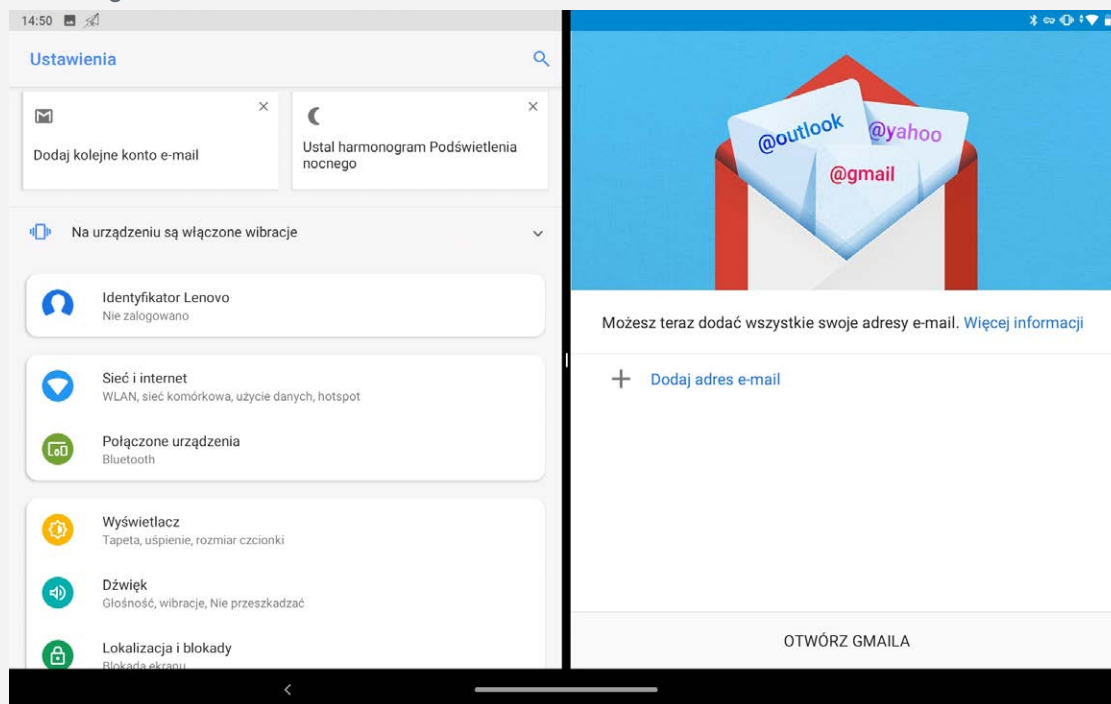 14:50
Ustawienia
Dodaj kolejne konto e-mail
Ustal harmonogram Podświetlenia
nocnego
Na urządzeniu są włączone wibracje
Identyfikator Lenovo
Nie zalogowano
Sieć i internet
WLAN, sieć komórkowa, użycie danych, hotspot
Połączone urządzenia
Bluetooth
Wyświetlacz
Tapeta, uśpienie, rozmiar czcionki
Dźwięk
Głośność, wibracje, Nie przeszkadzać
Lokalizacja i blokady
Blokada ekranu
@outlook
@yahoo
@gmail
Możesz teraz dodać wszystkie swoje adresy e-mail. Więcej informacji
Dodaj adres e-mail
OTWÓRZ GMAILA